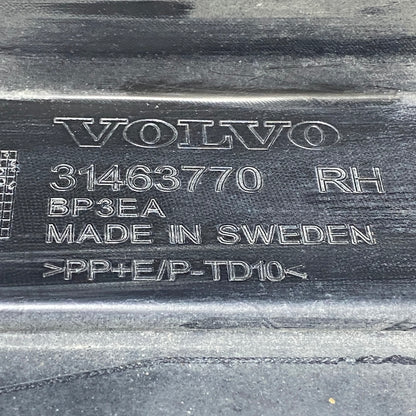 VOLVO
31463770 RH
BP3EA
MADE IN SWEDEN
>PP+E/P-TD10<